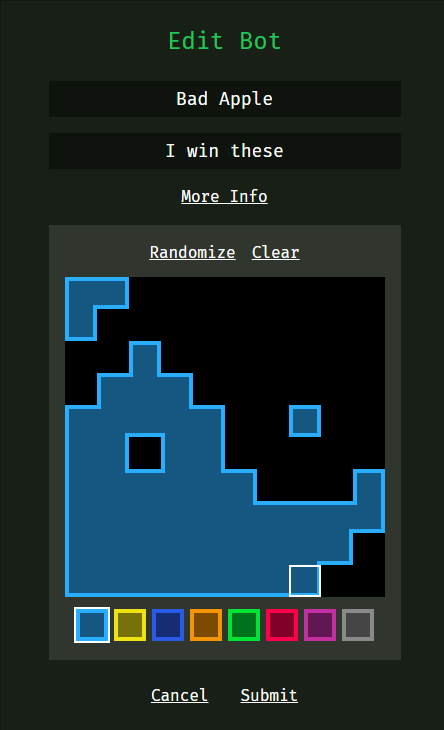 Edit Bot
Bad Apple
I win these
More Info
Randomize Clear
Cancel Submit